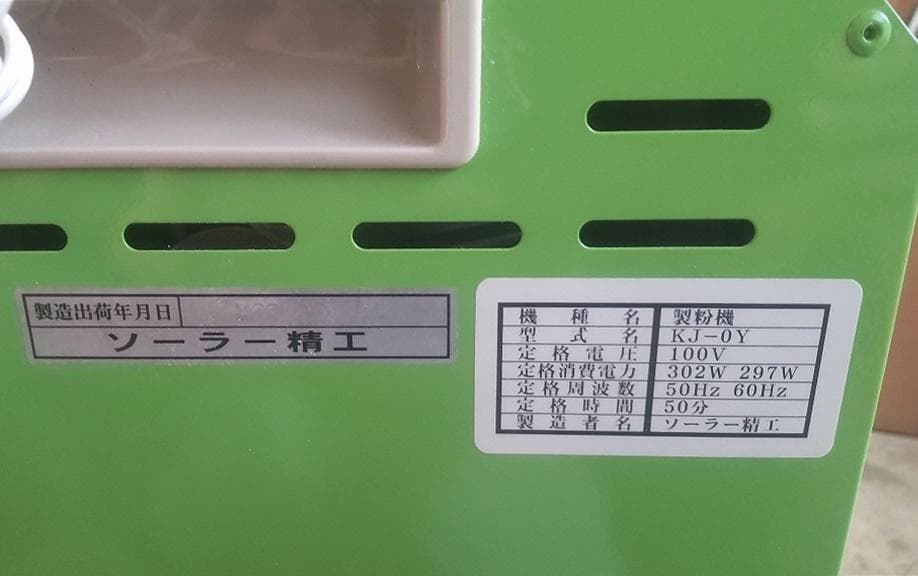 製造出荷年月日
ソーラー精工
機種名 製粉機
型式名 KJ-0Y
定格電圧 100V
定格消費電力 302W 297W
定格周波数 50Hz 60Hz
定格時間 50分
製造者名 ソーラー精工